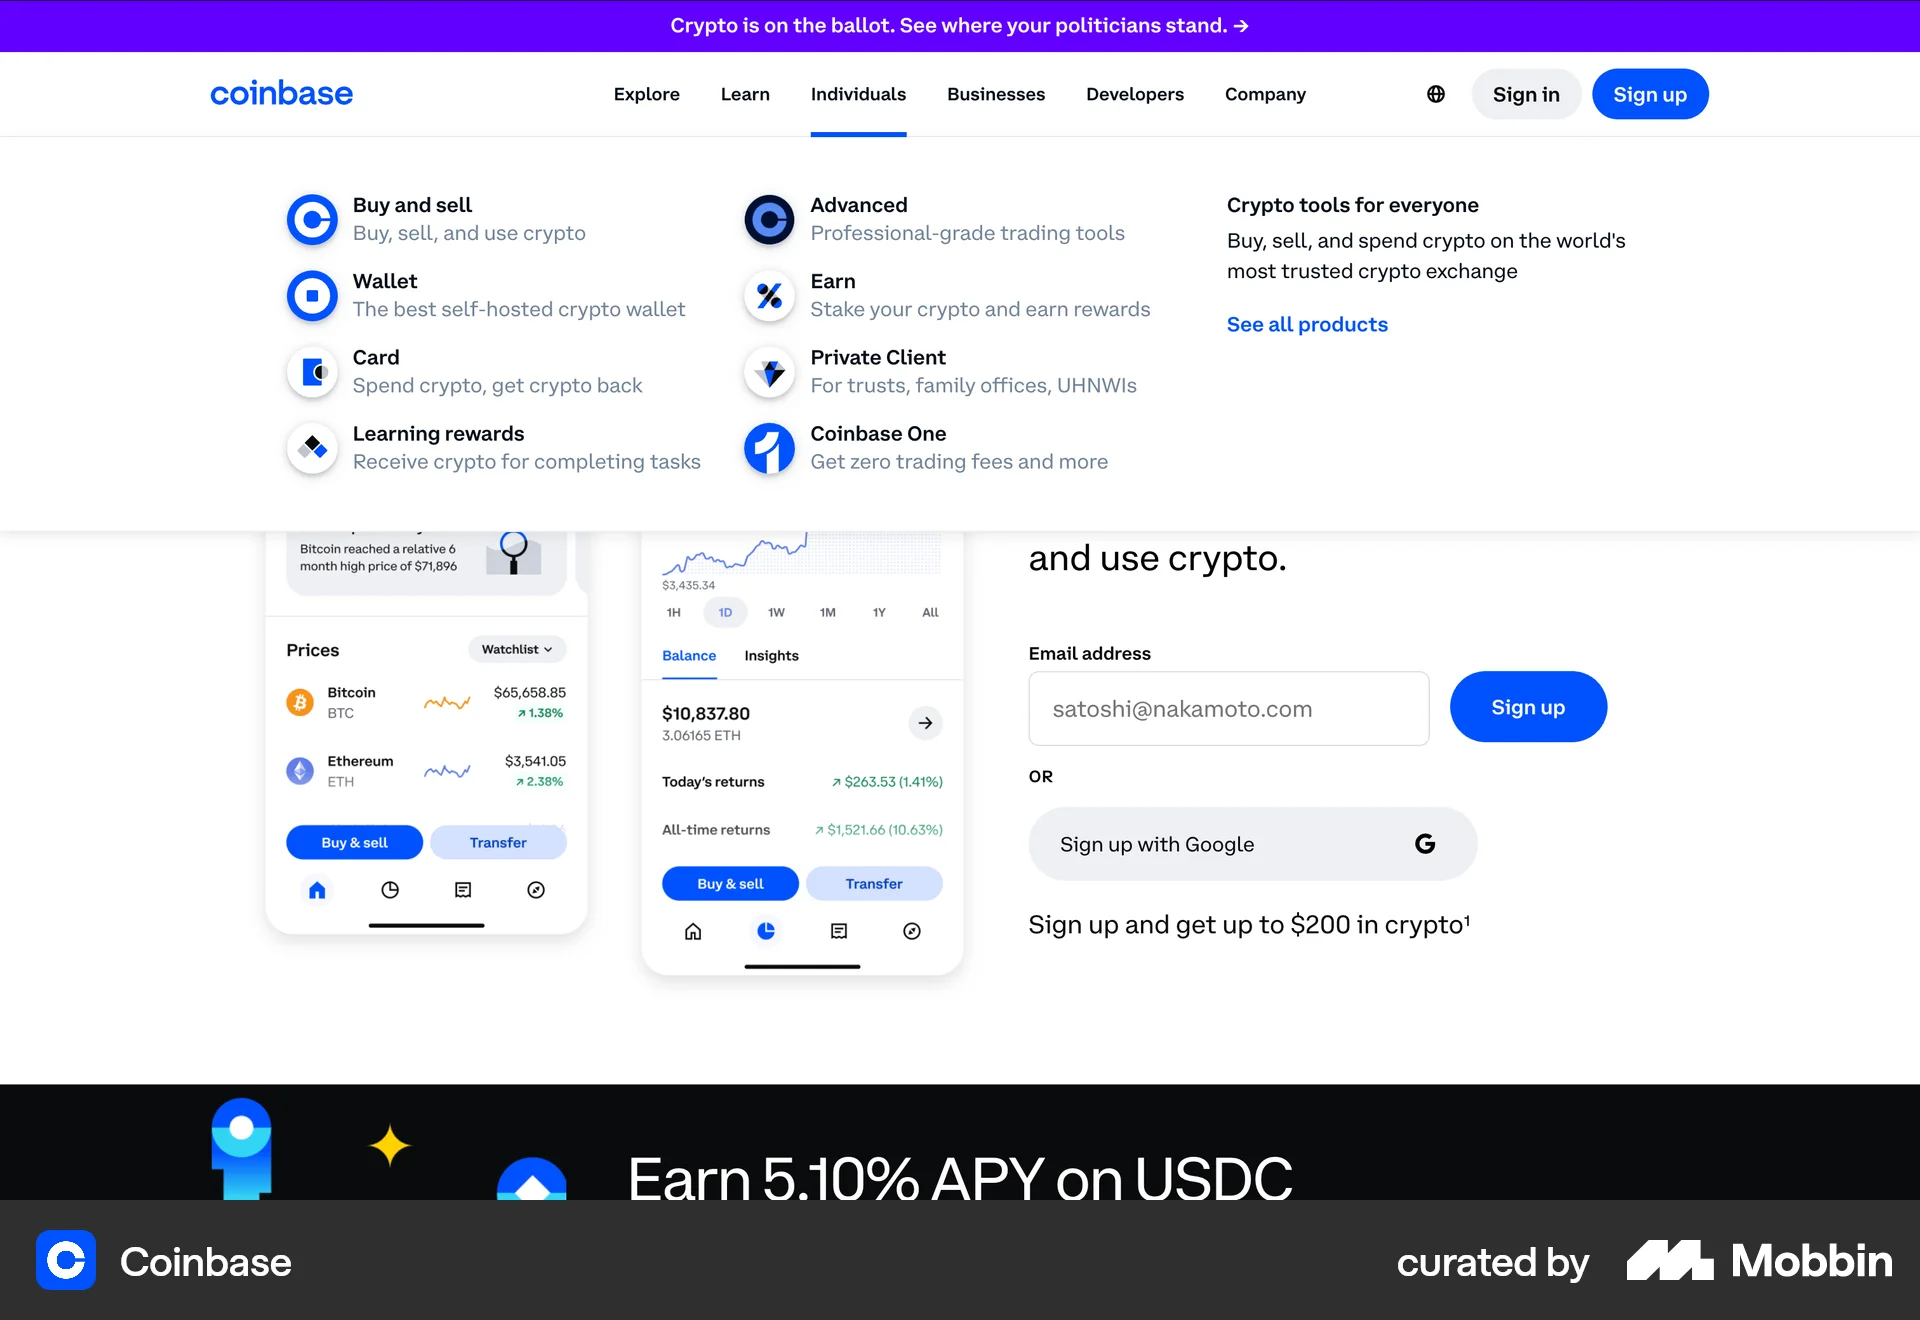 Crypto is on the ballot. See where your politicians stand. →
coinbase
Explore
Learn
Individuals
Businesses
Developers
Company
Sign in
Sign up
Buy and sell
Buy, sell, and use crypto
Wallet
The best self-hosted crypto wallet
Card
Spend crypto, get crypto back
Learning rewards
Receive crypto for completing tasks
Advanced
Professional-grade trading tools
Earn
Stake your crypto and earn rewards
Private Client
For trusts, family offices, UHNWIs
Coinbase One
Get zero trading fees and more
Crypto tools for everyone
Buy, sell, and spend crypto on the world's
most trusted crypto exchange
See all products
Bitcoin reached a relative 6
month high price of $71,896
Prices
Watchlist
Bitcoin
BTC
$65,658.85
↗ 1.38%
Ethereum
ETH
$3,541.05
↗ 2.38%
Buy & sell
Transfer
$3,435.34
1H
1D
1W
1M
1Y
All
Balance
Insights
$10,837.80
3.06165 ETH
Today's returns
↗ $263.53 (1.41%)
All-time returns
↗ $1,521.66 (10.63%)
Buy & sell
Transfer
and use crypto.
Email address
satoshi@nakamoto.com
Sign up
OR
Sign up with Google
Sign up and get up to $200 in crypto¹
Earn 5.10% APY on USDC
Coinbase
curated by
Mobbin